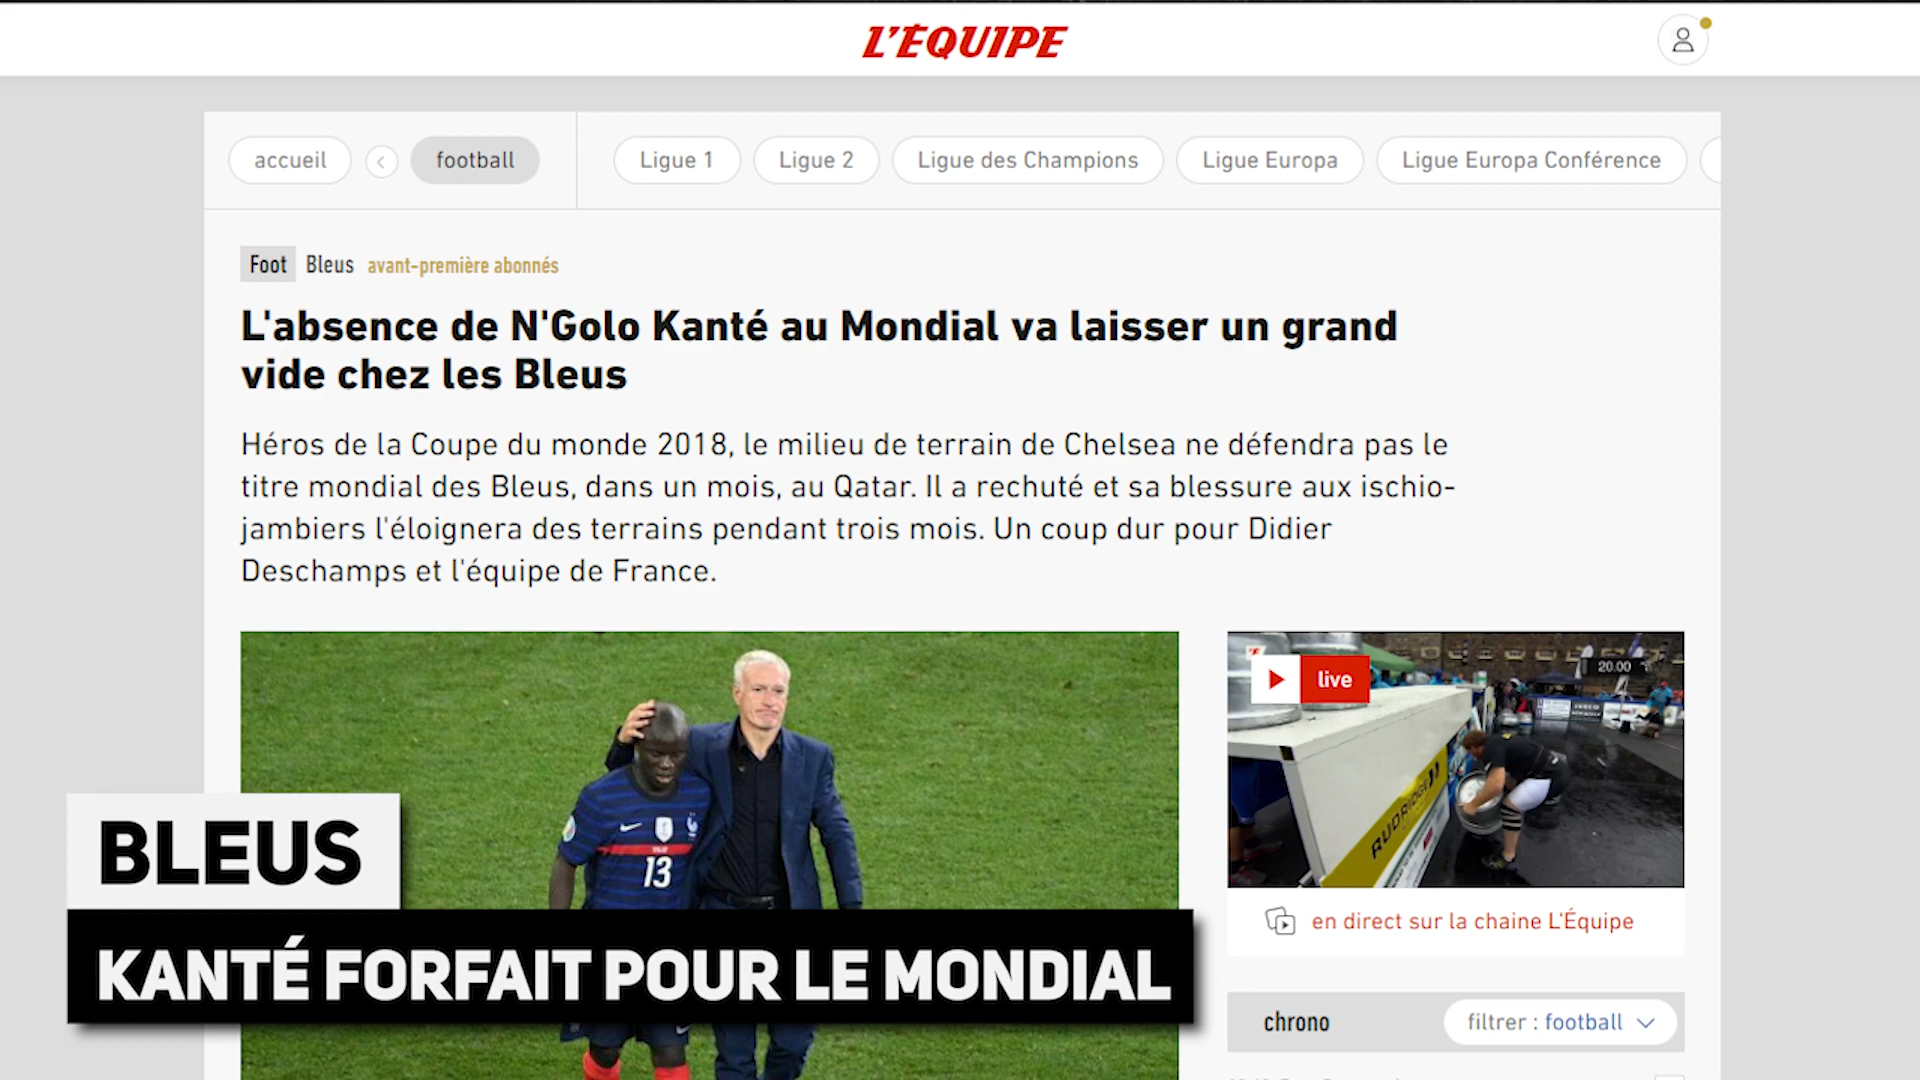 L'ÉQUIPE
accueil
football
Ligue 1
Ligue 2
Ligue des Champions
Ligue Europa
Ligue Europa Conférence
Foot Bleus avant-première abonnés
L'absence de N'Golo Kanté au Mondial va laisser un grand
vide chez les Bleus
Héros de la Coupe du monde 2018, le milieu de terrain de Chelsea ne défendra pas le
titre mondial des Bleus, dans un mois, au Qatar. Il a rechuté et sa blessure aux ischio-
jambiers l'éloignera des terrains pendant trois mois. Un coup dur pour Didier
Deschamps et l'équipe de France.
live
20.00
RUDRIDGE
13
en direct sur la chaine L'Équipe
BLEUS
KANTÉ FORFAIT POUR LE MONDIAL
chrono
filtrer : football